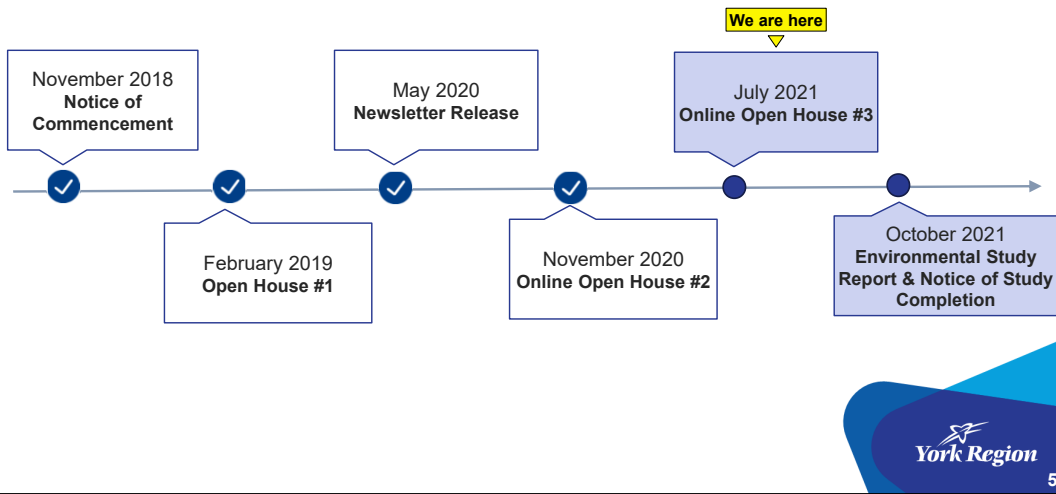 We are here
November 2018
Notice of
Commencement
May 2020
Newsletter Release
July 2021
Online Open House #3
February 2019
Open House #1
November 2020
Online Open House #2
October 2021
Environmental Study
Report & Notice of Study
Completion
York Region
5